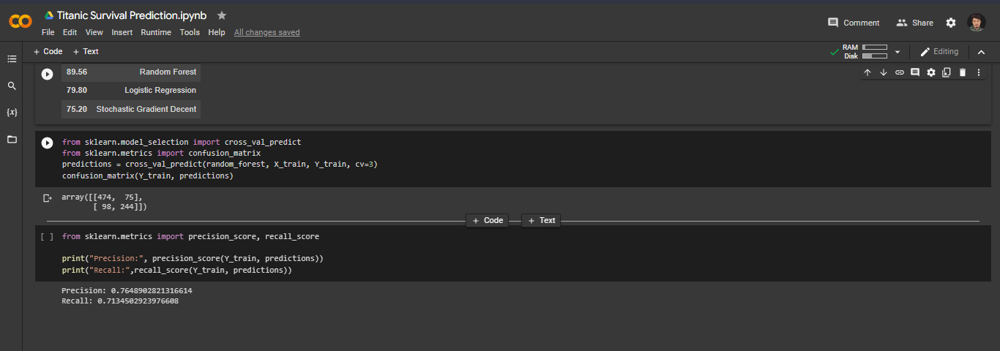 Titanic Survival Prediction.ipynb
File Edit View Insert Runtime Tools Help All changes saved
Comment Share
+ Code + Text
RAM
Disk
Editing
89.56 Random Forest
79.80 Logistic Regression
75.20 Stochastic Gradient Decent
{x}
from sklearn.model_selection import cross_val_predict
from sklearn.metrics import confusion_matrix
predictions = cross_val_predict(random_forest, X_train, Y_train, cv=3)
confusion_matrix(Y_train, predictions)
array([[474,  75],
       [ 98, 244]])
+ Code + Text
[ ] from sklearn.metrics import precision_score, recall_score
print("Precision:", precision_score(Y_train, predictions))
print("Recall:",recall_score(Y_train, predictions))
Precision: 0.7648902821316614
Recall: 0.7134502923976608